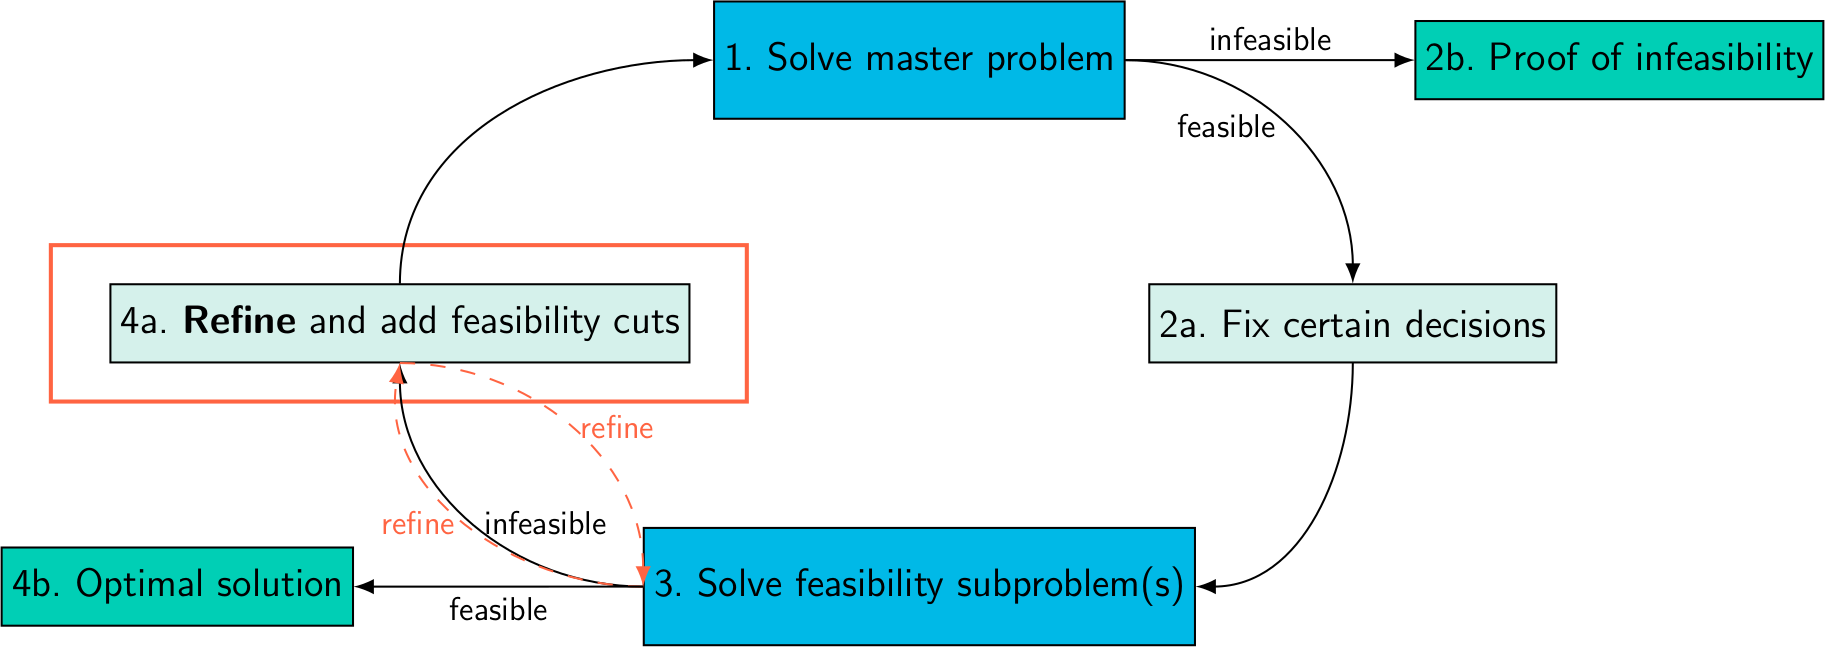 1. Solve master problem
infeasible
2b. Proof of infeasibility
feasible
4a. Refine and add feasibility cuts
2a. Fix certain decisions
refine
refine
infeasible
4b. Optimal solution
feasible
3. Solve feasibility subproblem(s)